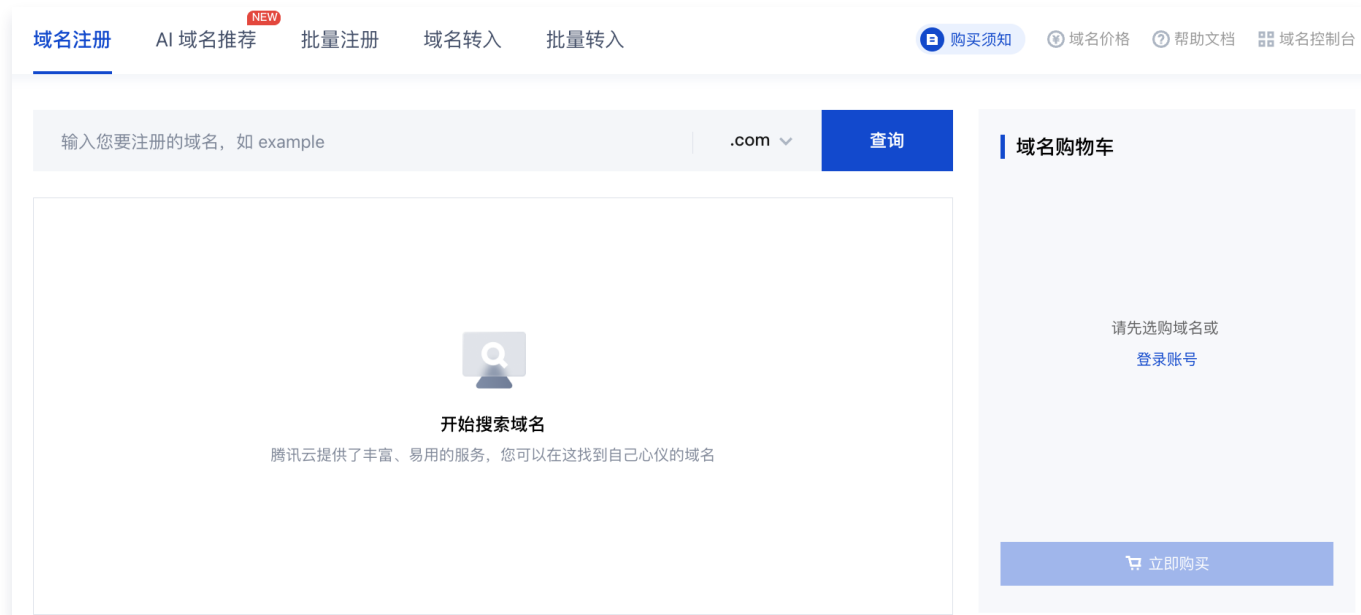 NEW
域名注册 AI 域名推荐 批量注册 域名转入 批量转入 购买须知 域名价格 帮助文档 域名控制台
输入您要注册的域名，如 example .com 查询
域名购物车
请先选购域名或
登录账号
开始搜索域名
腾讯云提供了丰富、易用的服务，您可以在这找到自己心仪的域名
立即购买